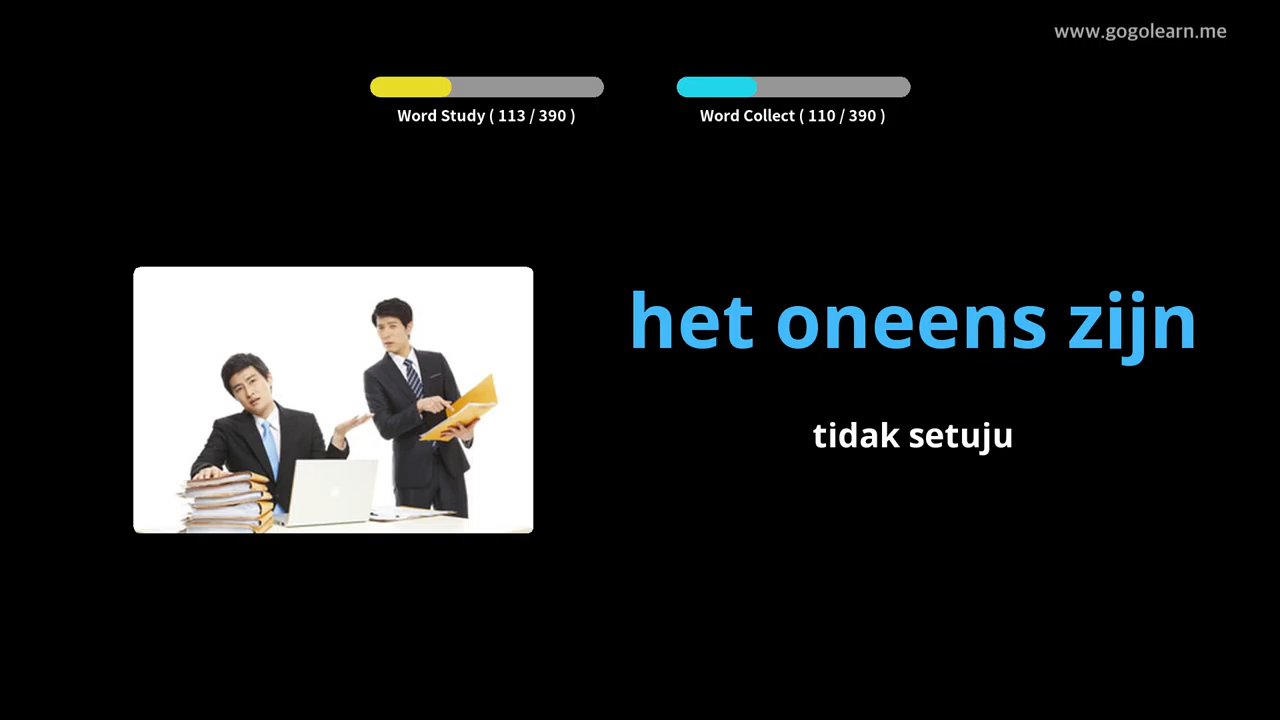 www.gogolearn.me
Word Study ( 113 / 390 )
Word Collect ( 110 / 390 )
het oneens zijn
tidak setuju